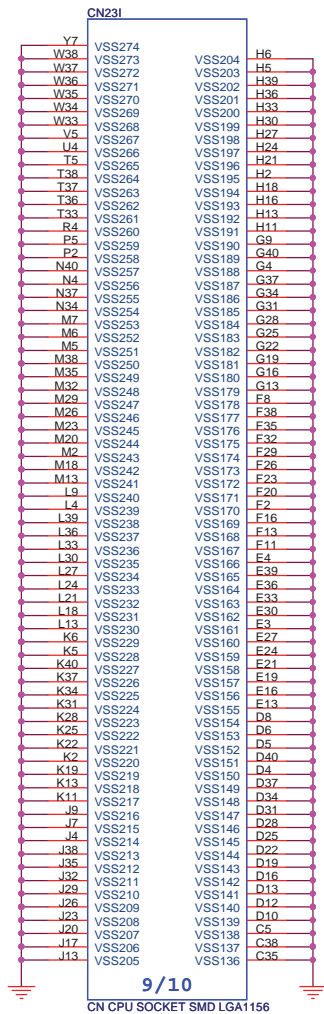 CN23I
Y7 VSS274
W38 VSS273
W37 VSS272
W36 VSS271
W35 VSS270
W34 VSS269
W33 VSS268
V5 VSS267
U4 VSS266
T5 VSS265
T38 VSS264
T37 VSS263
T36 VSS262
T33 VSS261
R4 VSS260
P5 VSS259
P2 VSS258
N40 VSS257
N4 VSS256
N37 VSS255
N34 VSS254
M7 VSS253
M6 VSS252
M5 VSS251
M38 VSS250
M35 VSS249
M32 VSS248
M29 VSS247
M26 VSS246
M23 VSS245
M20 VSS244
M2 VSS243
M18 VSS242
M13 VSS241
L9 VSS240
L4 VSS239
L39 VSS238
L36 VSS237
L33 VSS236
L30 VSS235
L27 VSS234
L24 VSS233
L21 VSS232
L18 VSS231
L13 VSS230
K6 VSS229
K5 VSS228
K40 VSS227
K37 VSS226
K34 VSS225
K31 VSS224
K28 VSS223
K25 VSS222
K22 VSS221
K2 VSS220
K19 VSS219
K13 VSS218
K11 VSS217
J9 VSS216
J7 VSS215
J4 VSS214
J38 VSS213
J35 VSS212
J32 VSS211
J29 VSS210
J26 VSS209
J23 VSS208
J20 VSS207
J17 VSS206
J13 VSS205
VSS204 H6
VSS203 H5
VSS202 H39
VSS201 H36
VSS200 H33
VSS199 H30
VSS198 H27
VSS197 H24
VSS196 H21
VSS195 H2
VSS194 H18
VSS193 H16
VSS192 H13
VSS191 H11
VSS190 G9
VSS189 G40
VSS188 G4
VSS187 G37
VSS186 G34
VSS185 G31
VSS184 G28
VSS183 G25
VSS182 G22
VSS181 G19
VSS180 G16
VSS179 G13
VSS178 F8
VSS177 F38
VSS176 F35
VSS175 F32
VSS174 F29
VSS173 F26
VSS172 F23
VSS171 F20
VSS170 F2
VSS169 F16
VSS168 F13
VSS167 F11
VSS166 E4
VSS165 E39
VSS164 E36
VSS163 E33
VSS162 E30
VSS161 E3
VSS160 E27
VSS159 E24
VSS158 E21
VSS157 E19
VSS156 E16
VSS155 E13
VSS154 D8
VSS153 D6
VSS152 D5
VSS151 D40
VSS150 D4
VSS149 D37
VSS148 D34
VSS147 D31
VSS146 D28
VSS145 D25
VSS144 D22
VSS143 D19
VSS142 D16
VSS141 D13
VSS140 D12
VSS139 D10
VSS138 C5
VSS137 C38
VSS136 C35
9/10
CN CPU SOCKET SMD LGA1156